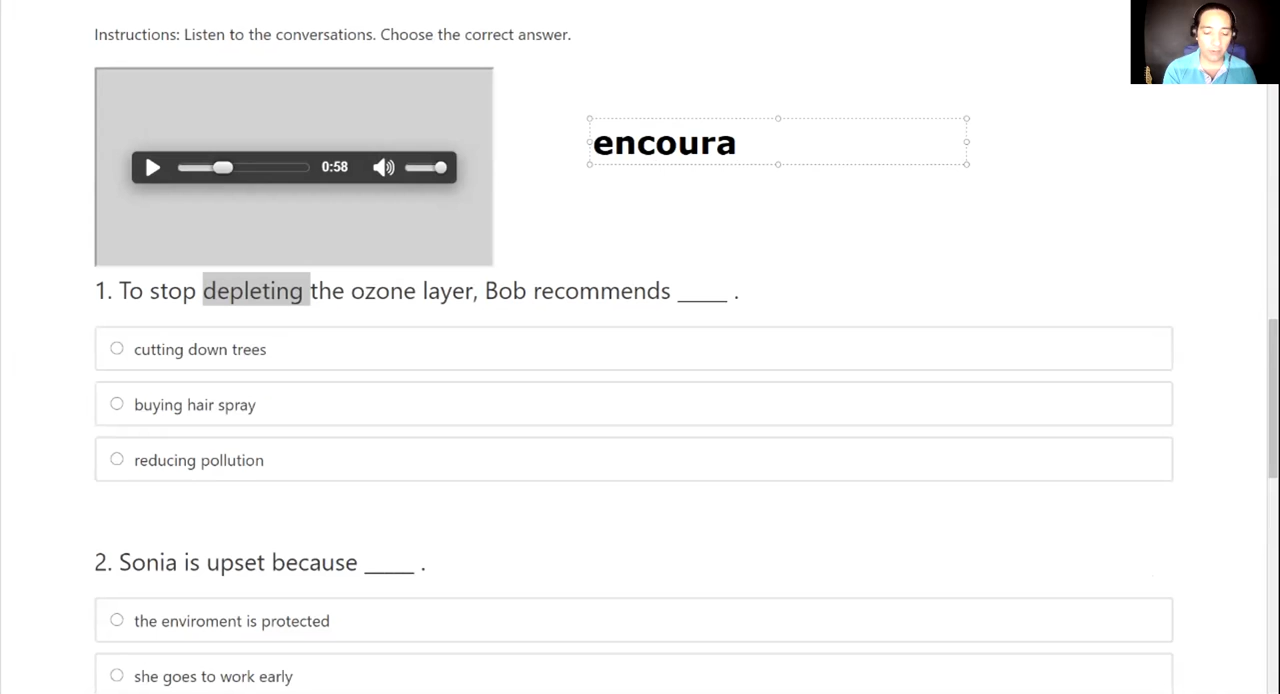 Instructions: Listen to the conversations. Choose the correct answer.
encoura
0:58
1. To stop depleting the ozone layer, Bob recommends _____ .
cutting down trees
buying hair spray
reducing pollution
2. Sonia is upset because _____ .
the enviroment is protected
she goes to work early